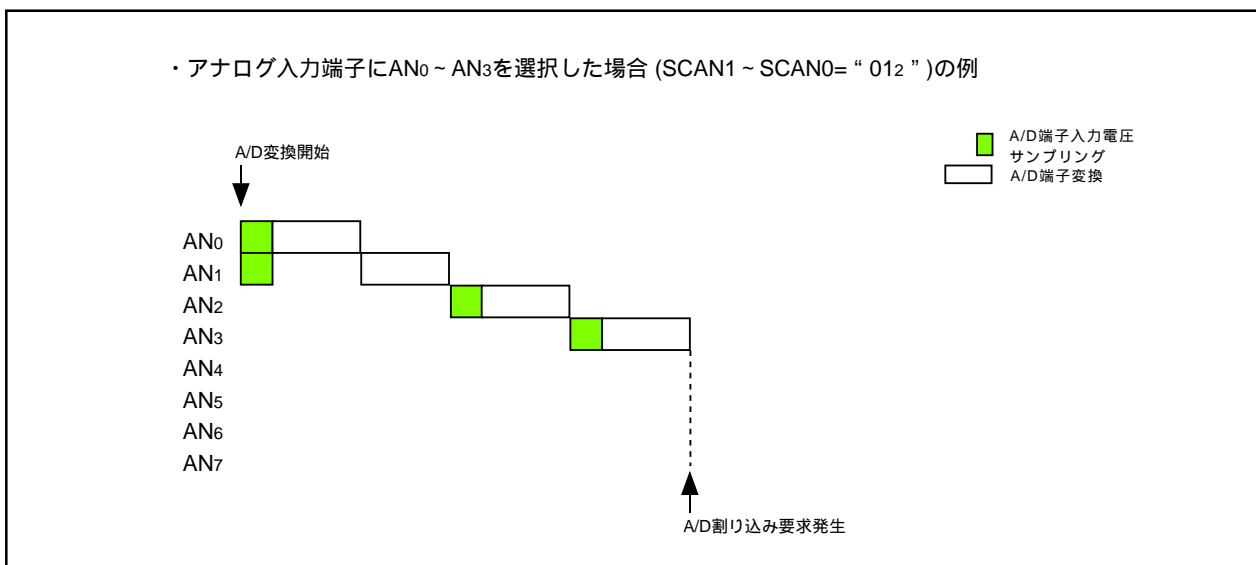 ・アナログ入力端子にAN0~AN3を選択した場合 (SCAN1~SCAN0= “ 012 ” )の例
A/D変換開始
A/D端子入力電圧
サンプリング
A/D端子変換
AN0
AN1
AN2
AN3
AN4
AN5
AN6
AN7
A/D割り込み要求発生